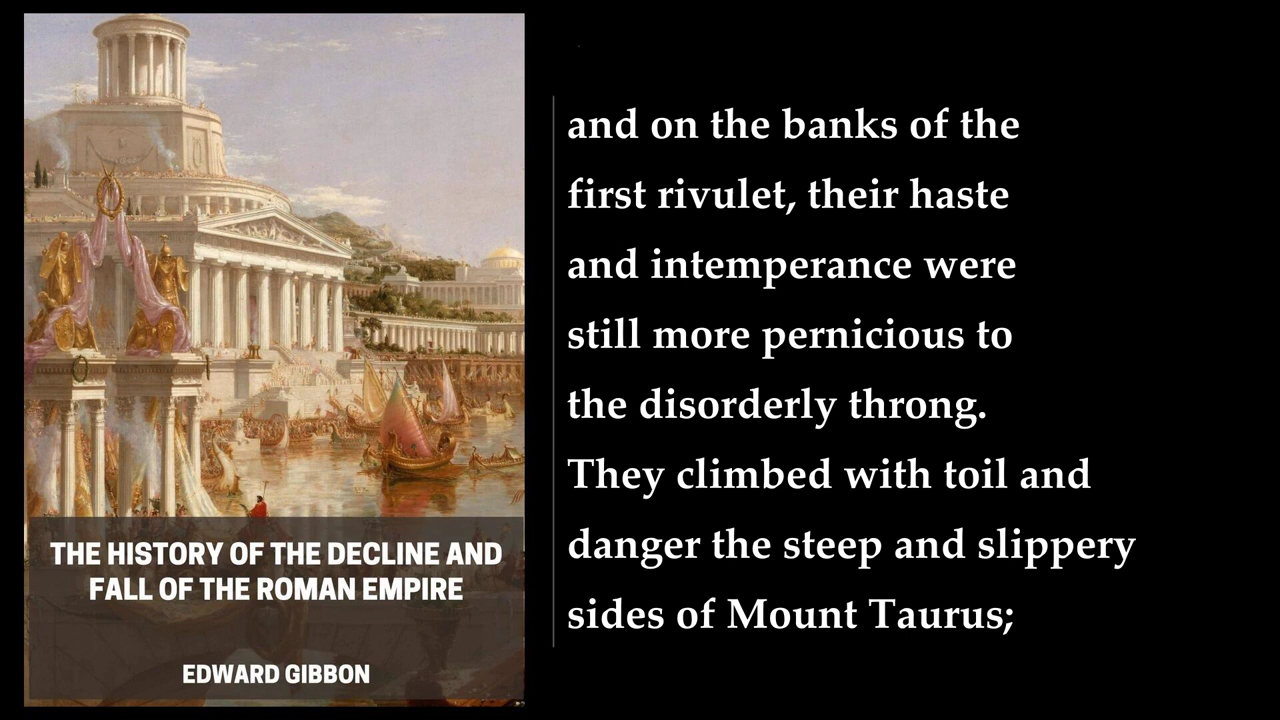 THE HISTORY OF THE DECLINE AND
FALL OF THE ROMAN EMPIRE
EDWARD GIBBON
and on the banks of the
first rivulet, their haste
and intemperance were
still more pernicious to
the disorderly throng.
They climbed with toil and
danger the steep and slippery
sides of Mount Taurus;